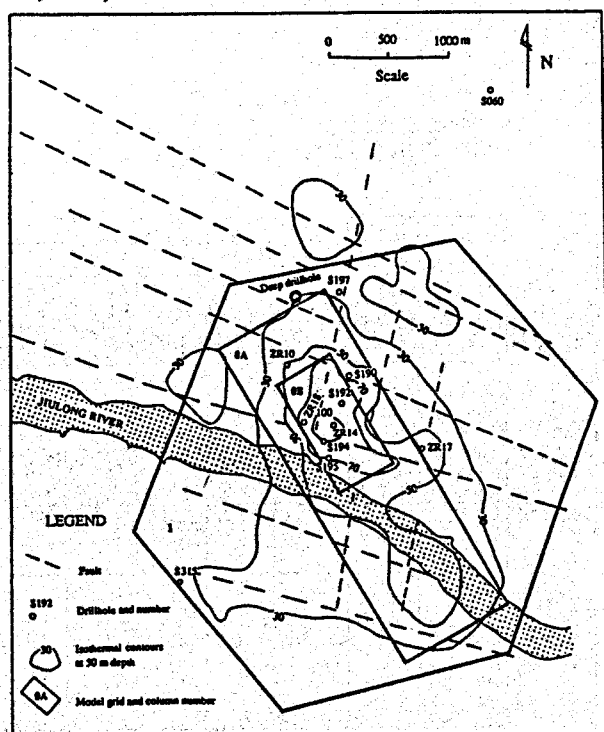 0 500 1000 m
Scale
N
S060
30
Deep drillhole
S197
30
30
8A
ZR10
30
S190
30
8B
S192
100
ZR14
S194
S195
70
ZR17
30
JIULONG RIVER
LEGEND
1
Fault
S315
S192
Drillhole and number
30
30
Isothermal contours
at 50 m depth
8A
Model grid and column number